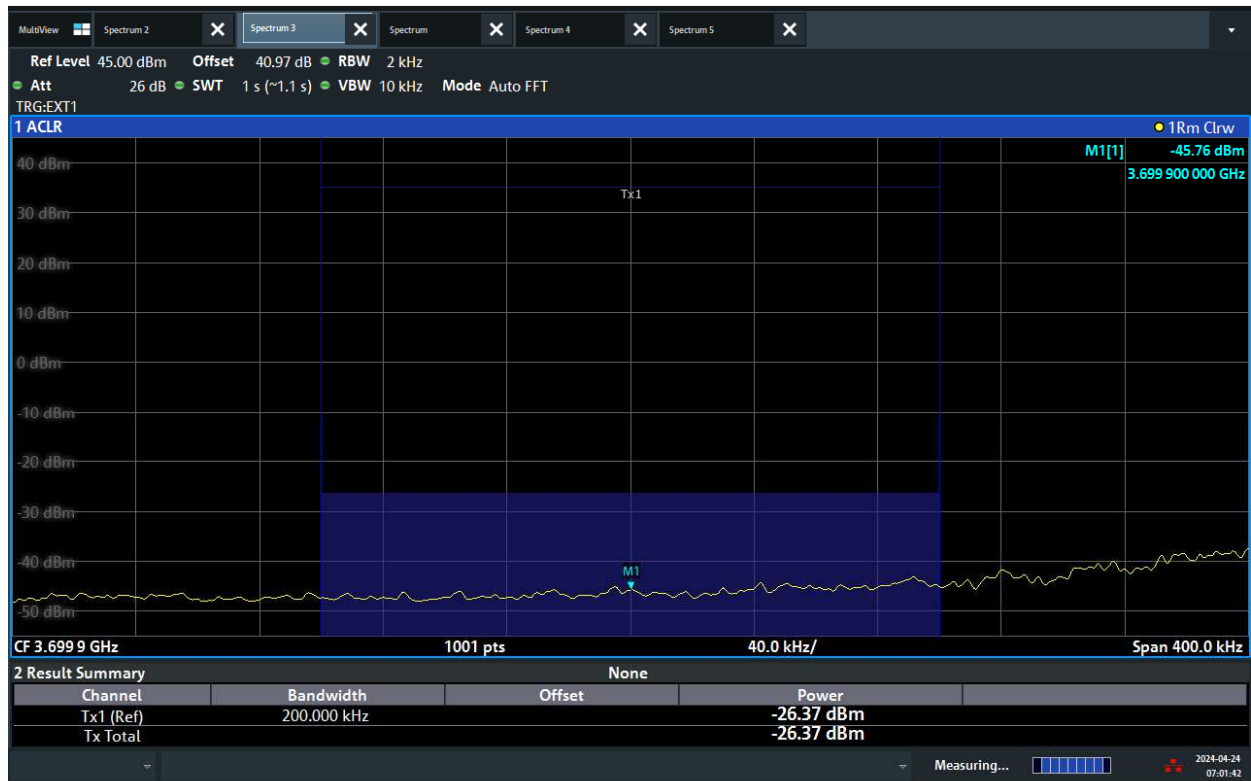 MultiView Spectrum 2 Spectrum 3 Spectrum Spectrum 4 Spectrum 5
Ref Level 45.00 dBm Offset 40.97 dB RBW 2 kHz
Att 26 dB SWT 1 s (~1.1 s) VBW 10 kHz Mode Auto FFT
TRG:EXT1
1 ACLR 1Rm Clrw
M1[1] -45.76 dBm
3.699 900 000 GHz
40 dBm
Tx1
30 dBm
20 dBm
10 dBm
0 dBm
-10 dBm
-20 dBm
-30 dBm
-40 dBm
M1
-50 dBm
CF 3.699 9 GHz 1001 pts 40.0 kHz/ Span 400.0 kHz
2 Result Summary None
Channel Bandwidth Offset Power
Tx1 (Ref) 200.000 kHz -26.37 dBm
Tx Total -26.37 dBm
Measuring... 2024-04-24
07:01:42